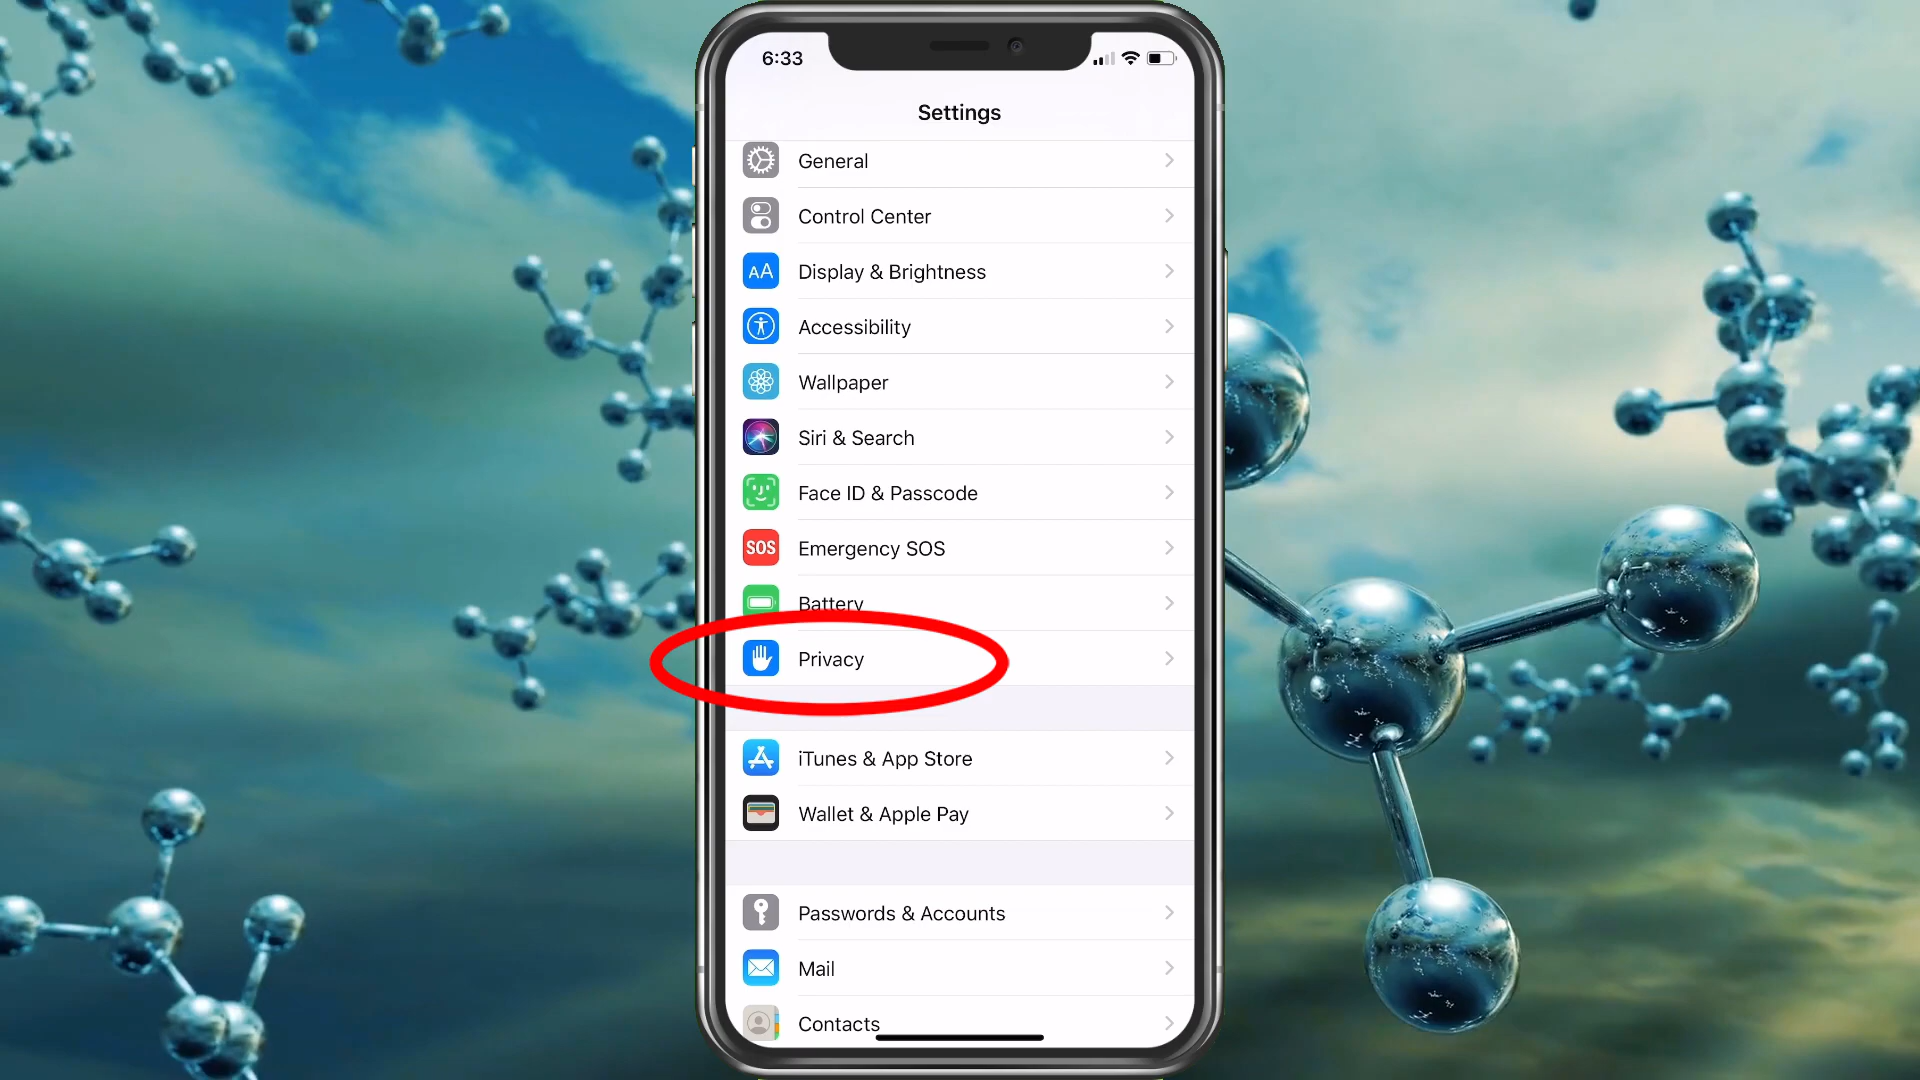 6:33
Settings
General
Control Center
AA
Display & Brightness
Accessibility
Wallpaper
Siri & Search
Face ID & Passcode
SOS
Emergency SOS
Battery
Privacy
iTunes & App Store
Wallet & Apple Pay
Passwords & Accounts
Mail
Contacts